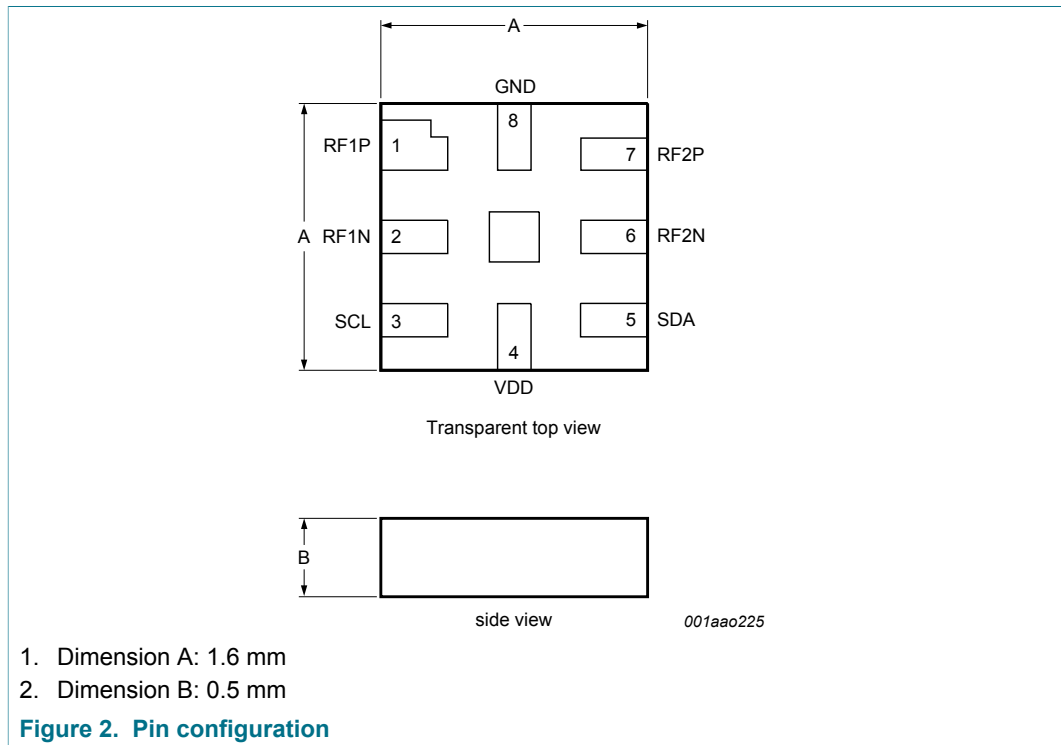 A
GND
8
RF1P 1
7 RF2P
A RF1N 2
6 RF2N
SCL 3
5 SDA
4
VDD
Transparent top view
B
side view
001aao225
1. Dimension A: 1.6 mm
2. Dimension B: 0.5 mm
Figure 2. Pin configuration